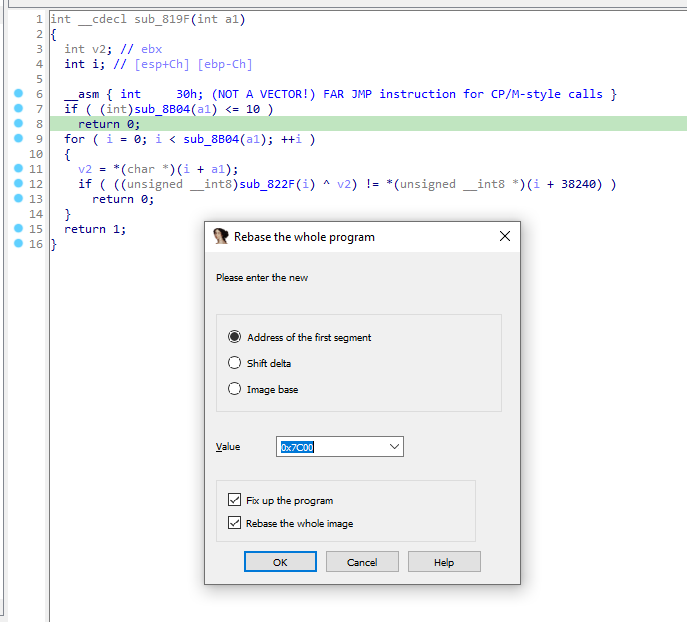 1 int __cdecl sub_819F(int a1)
2 {
3 int v2; // ebx
4 int i; // [esp+Ch] [ebp-Ch]
5
6 __asm { int     30h; (NOT A VECTOR!) FAR JMP instruction for CP/M-style calls }
7 if ( (int)sub_8B04(a1) <= 10 )
8 return 0;
9 for ( i = 0; i < sub_8B04(a1); ++i )
10 {
11 v2 = *(char *)(i + a1);
12 if ( ((unsigned __int8)sub_822F(i) ^ v2) != *(unsigned __int8 *)(i + 38240) )
13 return 0;
14 }
15 return 1;
16 }
Rebase the whole program
Please enter the new
Address of the first segment
Shift delta
Image base
Value 0x7C00
Fix up the program
Rebase the whole image
OK Cancel Help